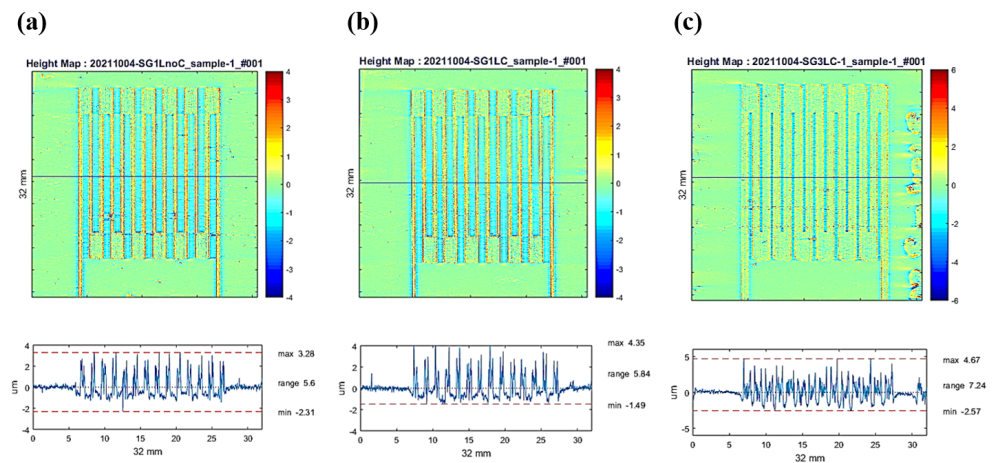 (a)
(b)
(c)
Height Map : 20211004-SG1LnoC_sample-1_#001
Height Map : 20211004-SG1LC_sample-1_#001
Height Map : 20211004-SG3LC-1_sample-1_#001
32 mm
4
3
2
1
0
-1
-2
-3
-4
32 mm
4
3
2
1
0
-1
-2
-3
-4
32 mm
6
4
2
0
-2
-4
-6
um
4
2
0
-2
-4
0
5
10
15
20
25
30
32 mm
max 3.28
range 5.6
min -2.31
um
4
2
0
-2
-4
0
5
10
15
20
25
30
32 mm
max 4.35
range 5.84
min -1.49
um
5
0
-5
0
5
10
15
20
25
30
32 mm
max 4.67
range 7.24
min -2.57